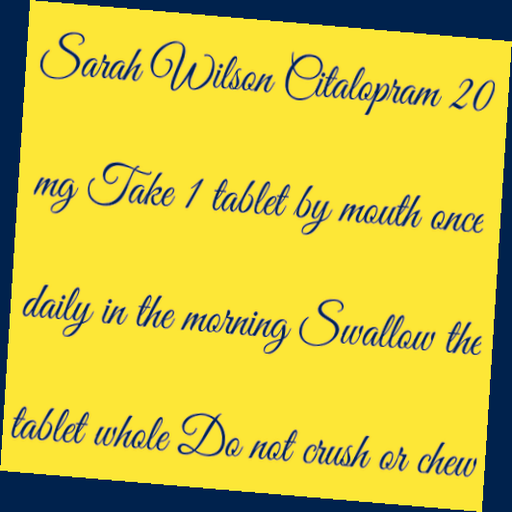 Sarah Wilson Citalopram 20
mg Take 1 tablet by mouth once
daily in the morning Swallow the
tablet whole Do not crush or chew